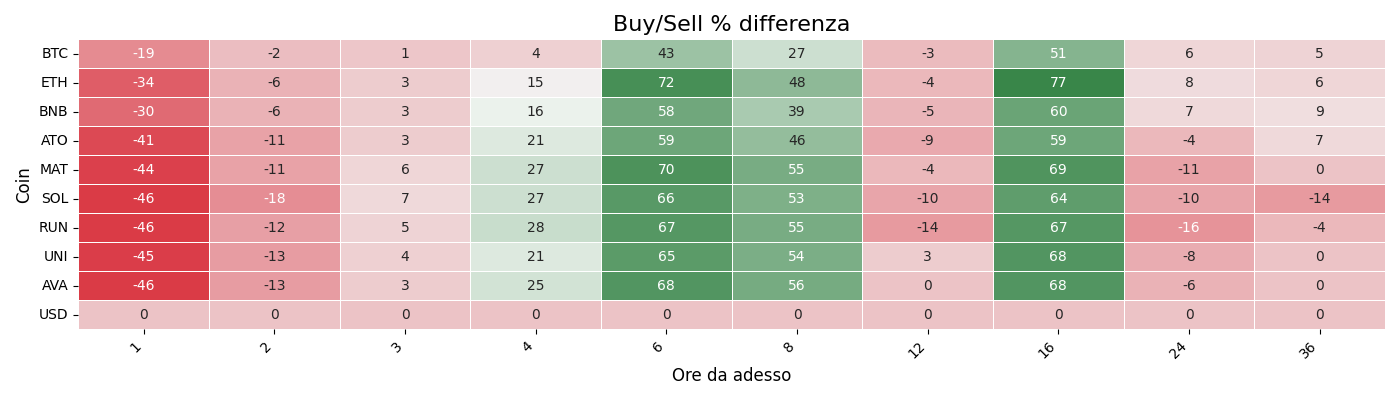 Buy/Sell % differenza
Coin
BTC -19 -2 1 4 43 27 -3 51 6 5
ETH -34 -6 3 15 72 48 -4 77 8 6
BNB -30 -6 3 16 58 39 -5 60 7 9
ATO -41 -11 3 21 59 46 -9 59 -4 7
MAT -44 -11 6 27 70 55 -4 69 -11 0
SOL -46 -18 7 27 66 53 -10 64 -10 -14
RUN -46 -12 5 28 67 55 -14 67 -16 -4
UNI -45 -13 4 21 65 54 3 68 -8 0
AVA -46 -13 3 25 68 56 0 68 -6 0
USD 0 0 0 0 0 0 0 0 0 0
1 2 3 4 6 8 12 16 24 36
Ore da adesso